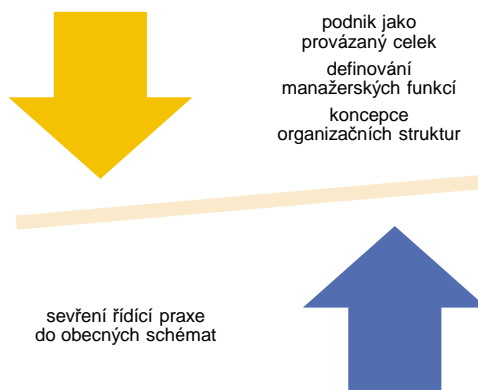 podnik jako
provázaný celek
definování
manažerských funkcí
koncepce
organizačních struktur
sevření řídící praxe
do obecných schémat